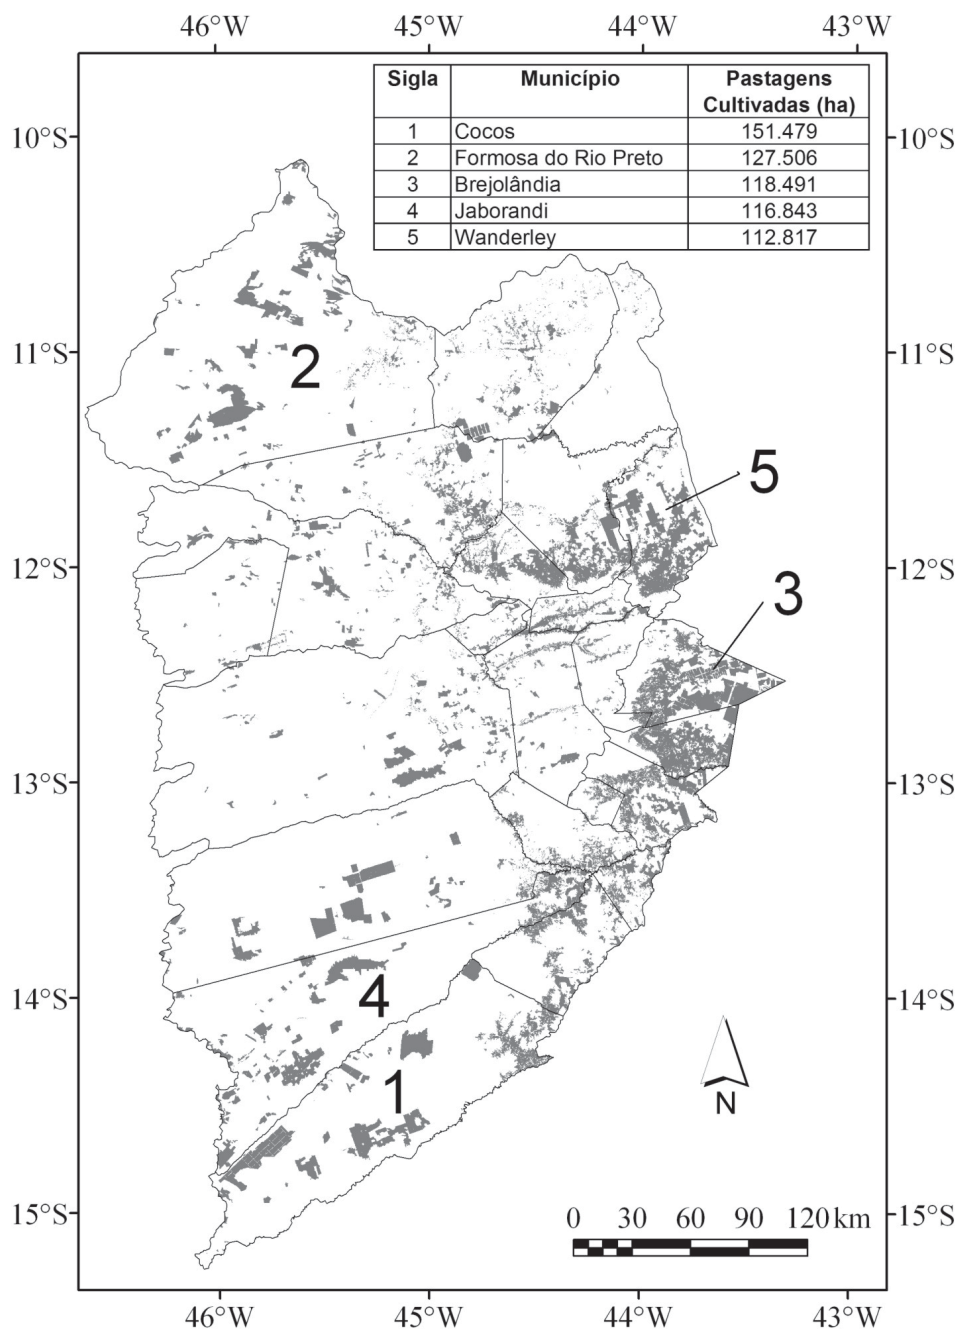 46°W 45°W 44°W 43°W
Sigla Município Pastagens
Cultivadas (ha)
1 Cocos 151.479
2 Formosa do Rio Preto 127.506
3 Brejolândia 118.491
4 Jaborandi 116.843
5 Wanderley 112.817
10°S 10°S
11°S 11°S
2
5
12°S 12°S
3
13°S 13°S
14°S 14°S
4
1
N
15°S 15°S
0 30 60 90 120 km
46°W 45°W 44°W 43°W